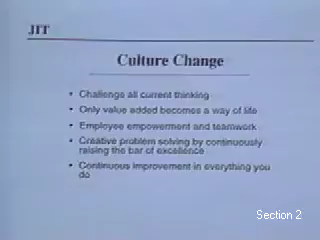 JIT
Culture Change
• Challenge all current thinking
• Only value added becomes a way of life
• Employee empowerment and teamwork
• Creative problem solving by continuously
raising the bar of excellence
• Continuous improvement in everything you
do
Section 2